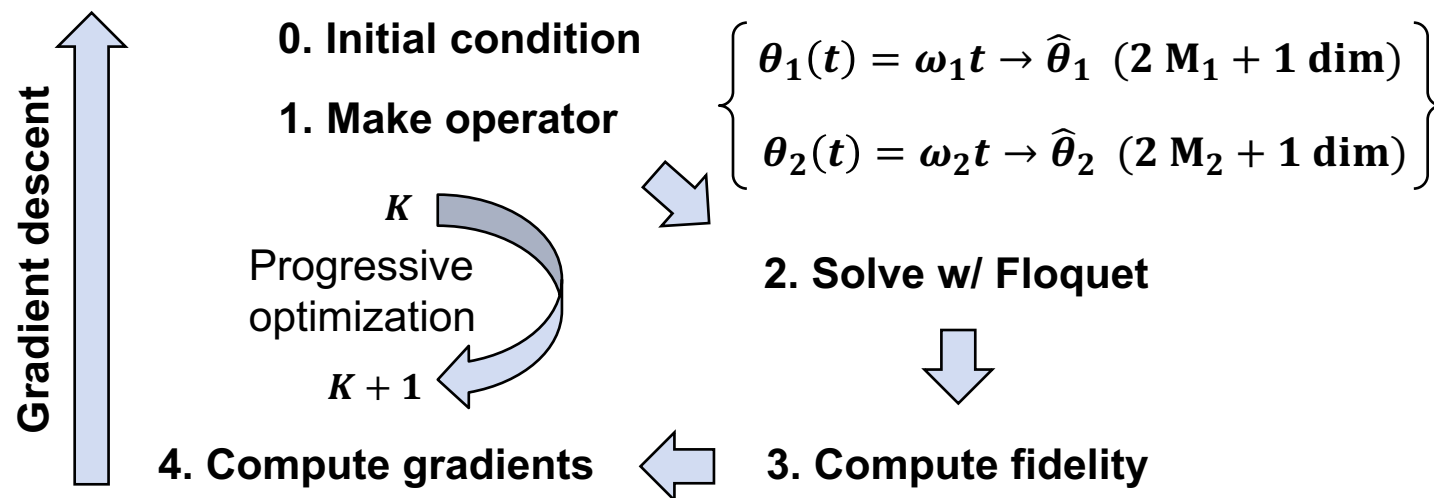 Gradient descent
0. Initial condition
1. Make operator
θ₁(t) = ω₁t → θ̂₁ (2 M₁ + 1 dim)
θ₂(t) = ω₂t → θ̂₂ (2 M₂ + 1 dim)
K
Progressive
optimization
K + 1
2. Solve w/ Floquet
3. Compute fidelity
4. Compute gradients